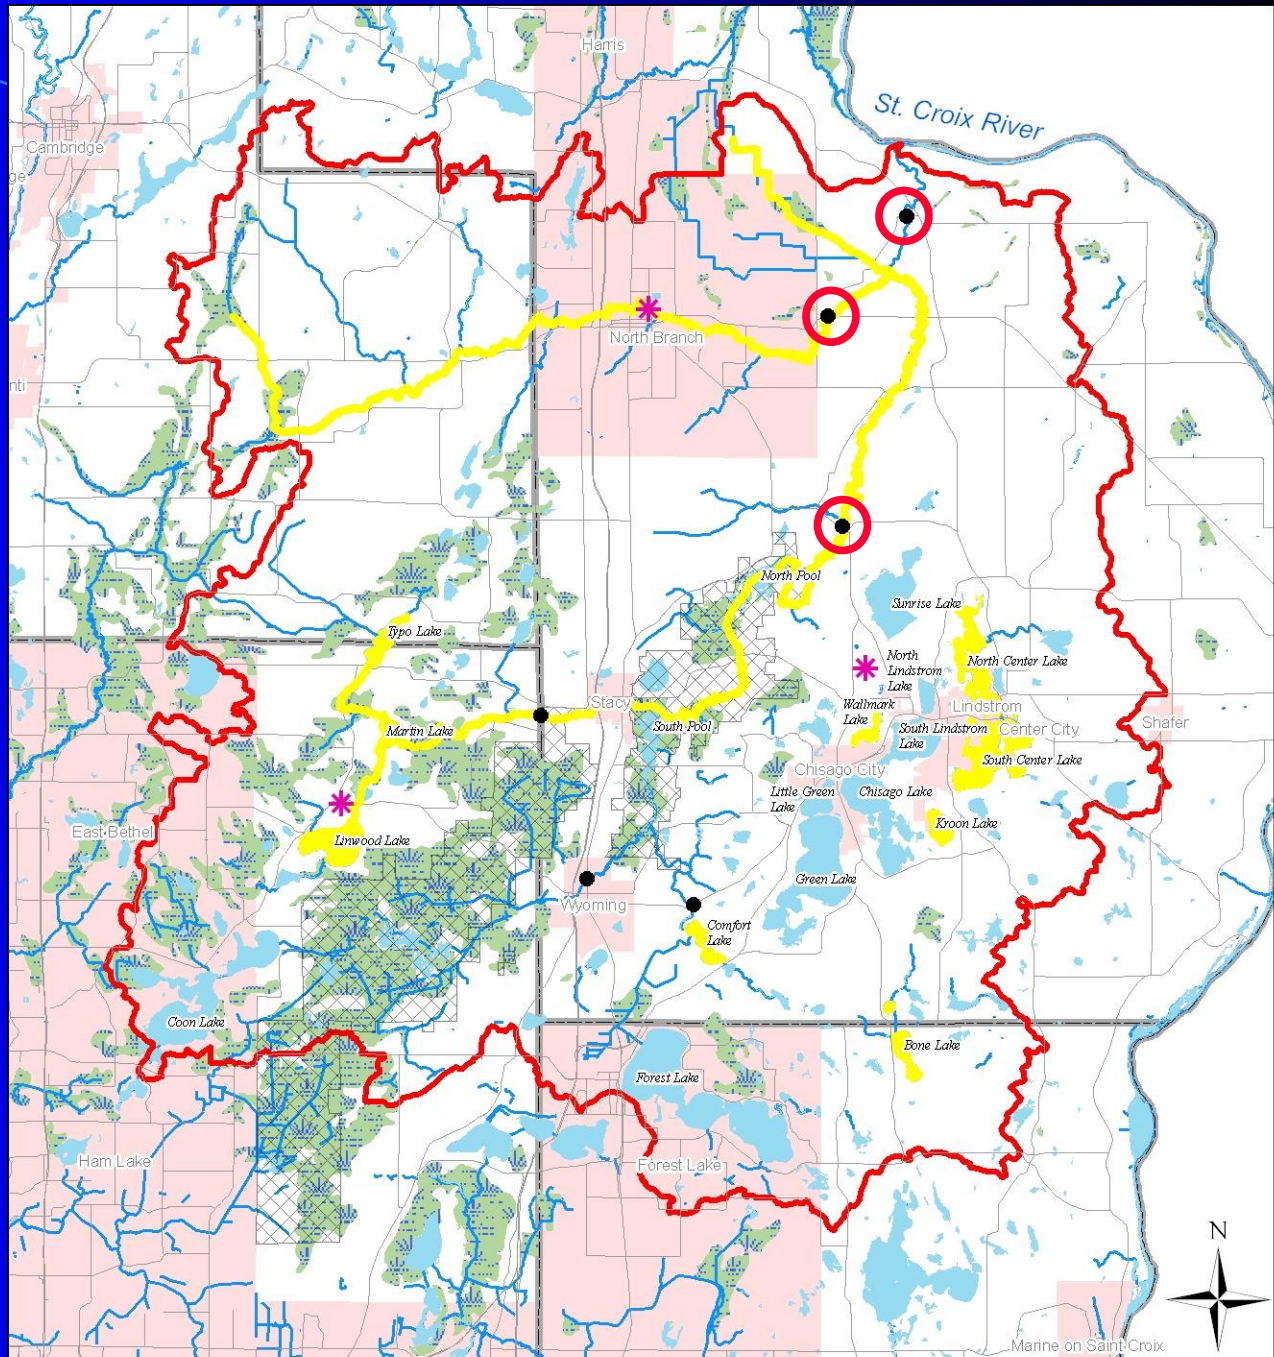 Harris
St. Croix River
Cambridge
ge
North Branch
nti
North Pool
Sunrise Lake
Typo Lake
North
Lindstrom
Lake
North Center Lake
Stacy
Wallmark
Lake
Lindstrom
Martin Lake
South Pool
South Lindstrom
Lake
Center City
Shafer
South Center Lake
Chisago City
Little Green
Lake
Chisago Lake
East Bethel
Linwood Lake
Kroon Lake
Green Lake
Wyoming
Comfort
Lake
Coon Lake
Bone Lake
Forest Lake
Ham Lake
Forest Lake
N
Marine on Saint Croix